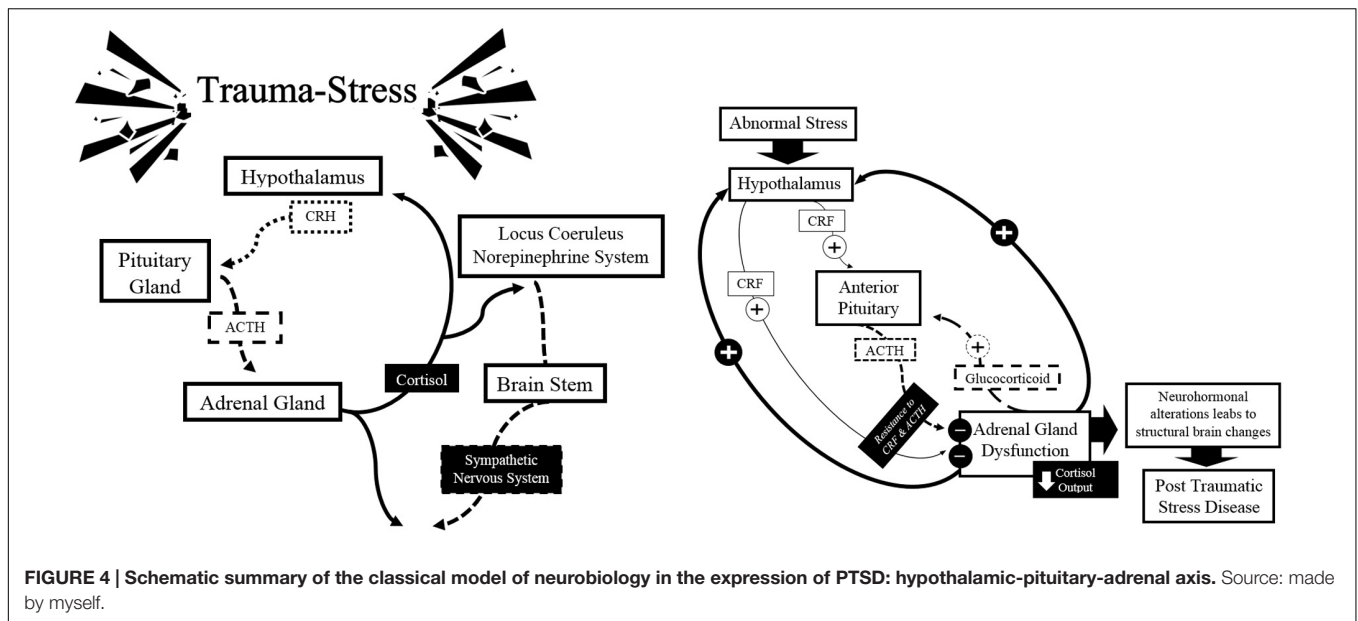 Trauma-Stress
Hypothalamus
CRH
Pituitary
Gland
ACTH
Adrenal Gland
Cortisol
Locus Coeruleus
Norepinephrine System
Brain Stem
Sympathetic
Nervous System
Abnormal Stress
Hypothalamus
CRF
+
CRF
+
Anterior
Pituitary
ACTH
+
Glucocorticoid
+
+
Resistance to
CRF & ACTH
−
−
Adrenal Gland
Dysfunction
Cortisol
Output
Neurohormonal
alterations leabs to
structural brain changes
Post Traumatic
Stress Disease
FIGURE 4 | Schematic summary of the classical model of neurobiology in the expression of PTSD: hypothalamic-pituitary-adrenal axis. Source: made
by myself.